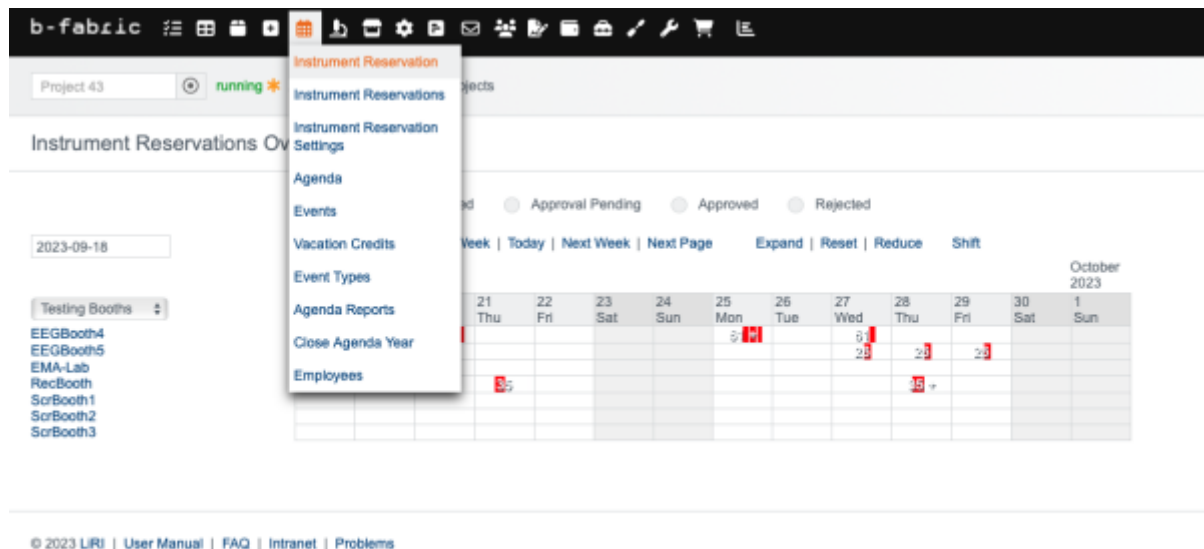 b-fabric
Project 43
running
Instrument Reservation
Instrument Reservations
Instrument Reservation
Settings
Agenda
Events
Vacation Credits
Event Types
Agenda Reports
Close Agenda Year
Employees
Instrument Reservations Ov
Approval Pending Approved Rejected
2023-09-18
Week | Today | Next Week | Next Page Expand | Reset | Reduce Shift
October
2023
Testing Booths
21 22 23 24 25 26 27 28 29 30 1
Thu Fri Sat Sun Mon Tue Wed Thu Fri Sat Sun
EEGBooth4
EEGBooth5
EMA-Lab
RecBooth
ScrBooth1
ScrBooth2
ScrBooth3
© 2023 LiRI | User Manual | FAQ | Intranet | Problems